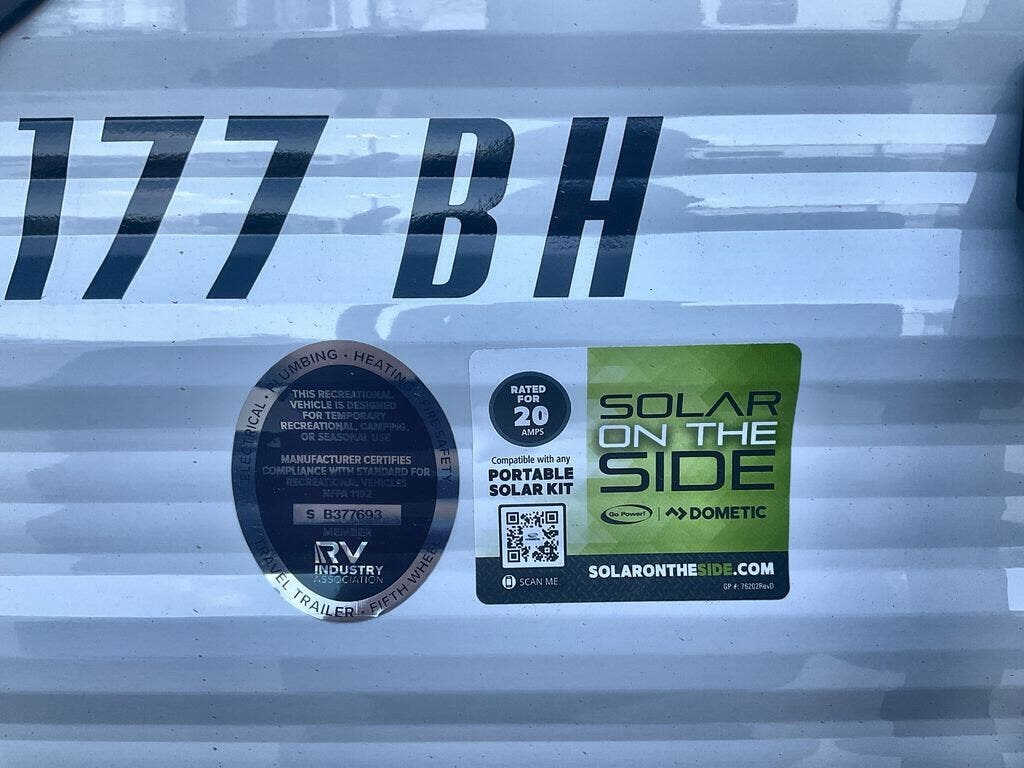 177 BH
ELECTRICAL · PLUMBING · HEATING · FIRE SAFETY
THIS RECREATIONAL
VEHICLE IS DESIGNED
FOR TEMPORARY
RECREATIONAL, CAMPING,
OR SEASONAL USE
MANUFACTURER CERTIFIES
COMPLIANCE WITH STANDARD FOR
RECREATIONAL VEHICLES
NFPA 1192
S B377693
MEMBER
RV
INDUSTRY
ASSOCIATION
TRAVEL TRAILER · FIFTH WHEEL
RATED
FOR
20
AMPS
Compatible with any
PORTABLE
SOLAR KIT
SCAN ME
SOLAR
ON THE
SIDE
Go Power! | DOMETIC
SOLARONTHESIDE.COM
GP #: 76202RevD